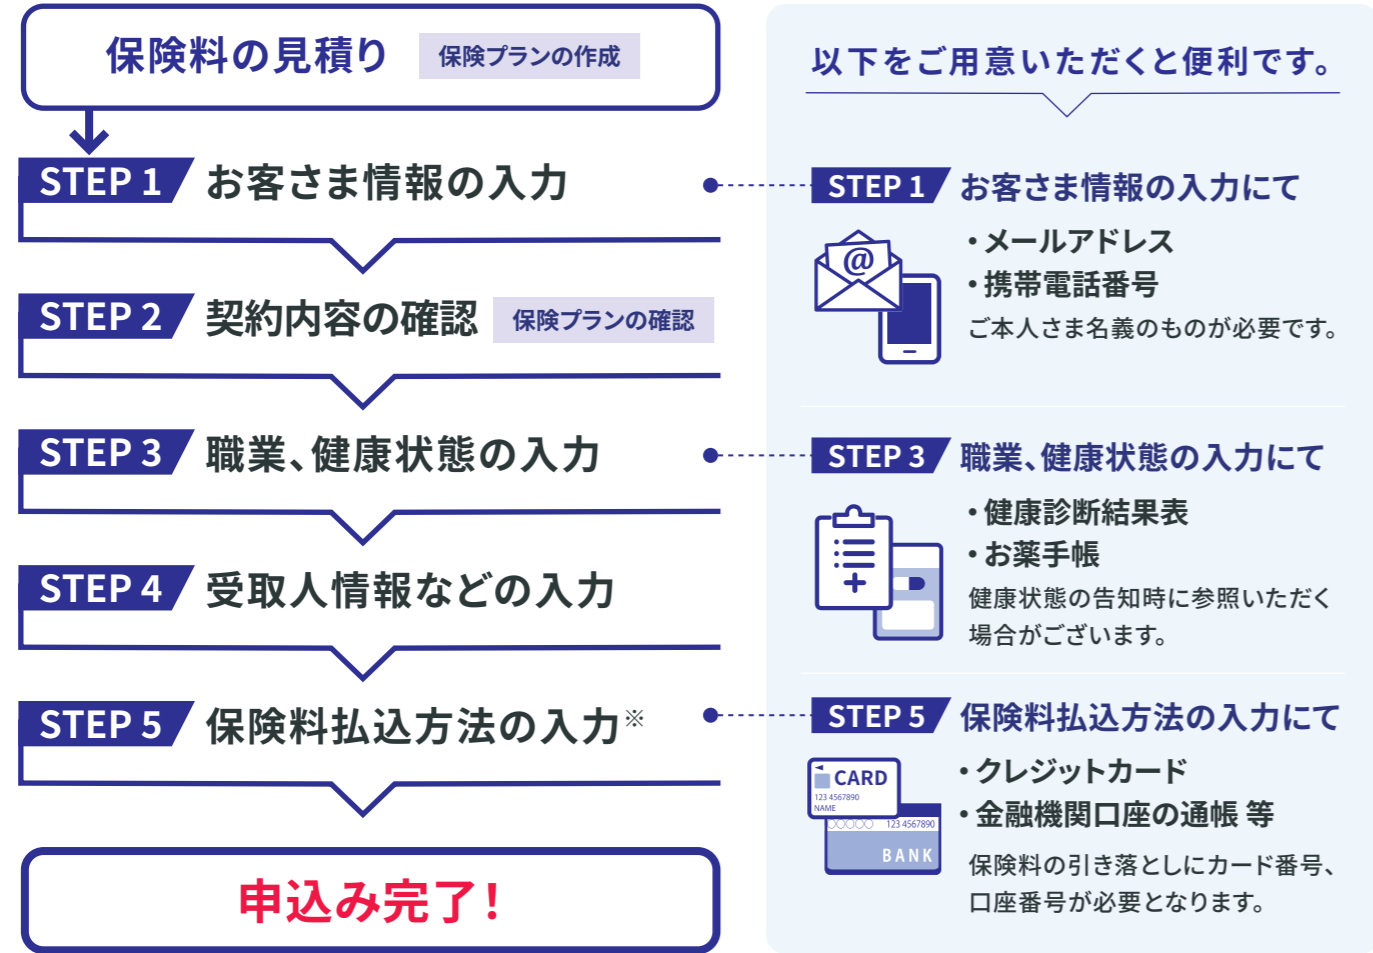 保険料の見積り 保険プランの作成
STEP 1 お客さま情報の入力
STEP 2 契約内容の確認 保険プランの確認
STEP 3 職業、健康状態の入力
STEP 4 受取人情報などの入力
STEP 5 保険料払込方法の入力※
申込み完了！
以下をご用意いただくと便利です。
STEP 1 お客さま情報の入力にて
@
・メールアドレス
・携帯電話番号
ご本人さま名義のものが必要です。
STEP 3 職業、健康状態の入力にて
・健康診断結果表
・お薬手帳
健康状態の告知時に参照いただく
場合がございます。
STEP 5 保険料払込方法の入力にて
CARD
123 4567890
NAME
123 4567890
BANK
・クレジットカード
・金融機関口座の通帳 等
保険料の引き落としにカード番号、
口座番号が必要となります。